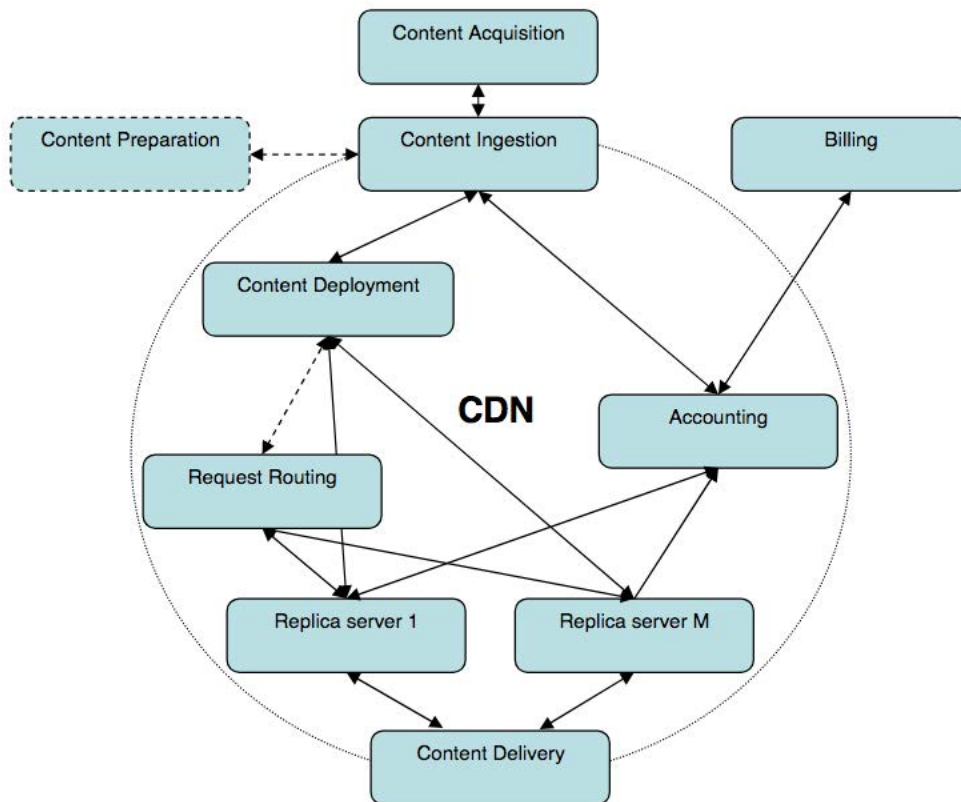 Content Acquisition
Content Preparation
Content Ingestion
Billing
Content Deployment
CDN
Accounting
Request Routing
Replica server 1
Replica server M
Content Delivery